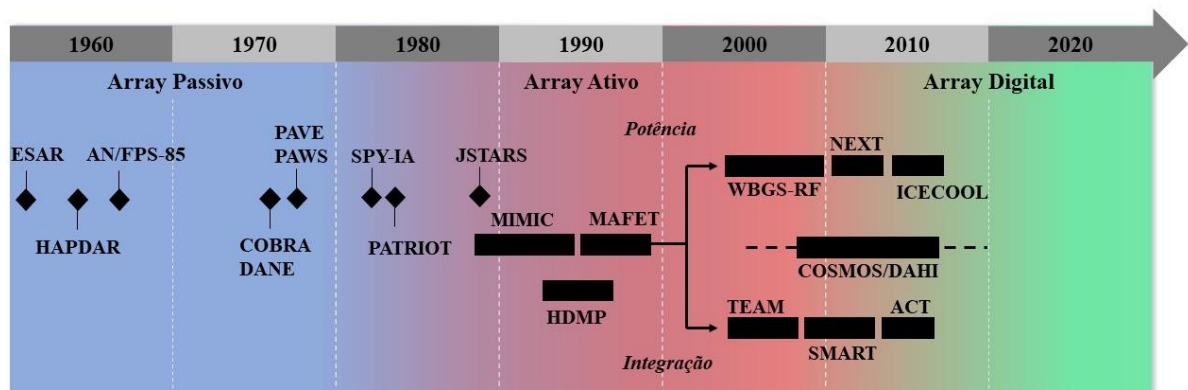 1960
1970
1980
1990
2000
2010
2020
Array Passivo
Array Ativo
Array Digital
Potência
ESAR
AN/FPS-85
HAPDAR
PAVE
PAWS
COBRA
DANE
SPY-IA
PATRIOT
JSTARS
MIMIC
MAFET
HDMP
WBGS-RF
NEXT
ICECOOL
COSMOS/DAHI
TEAM
ACT
SMART
Integração